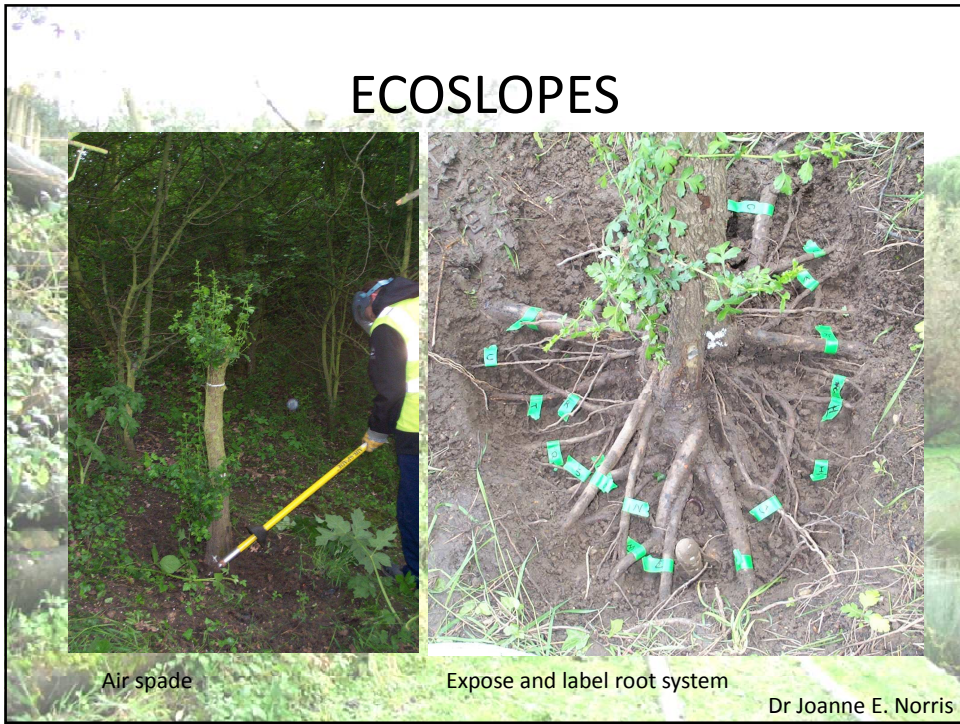 ECOSLOPES
Air spade
Expose and label root system
Dr Joanne E. Norris